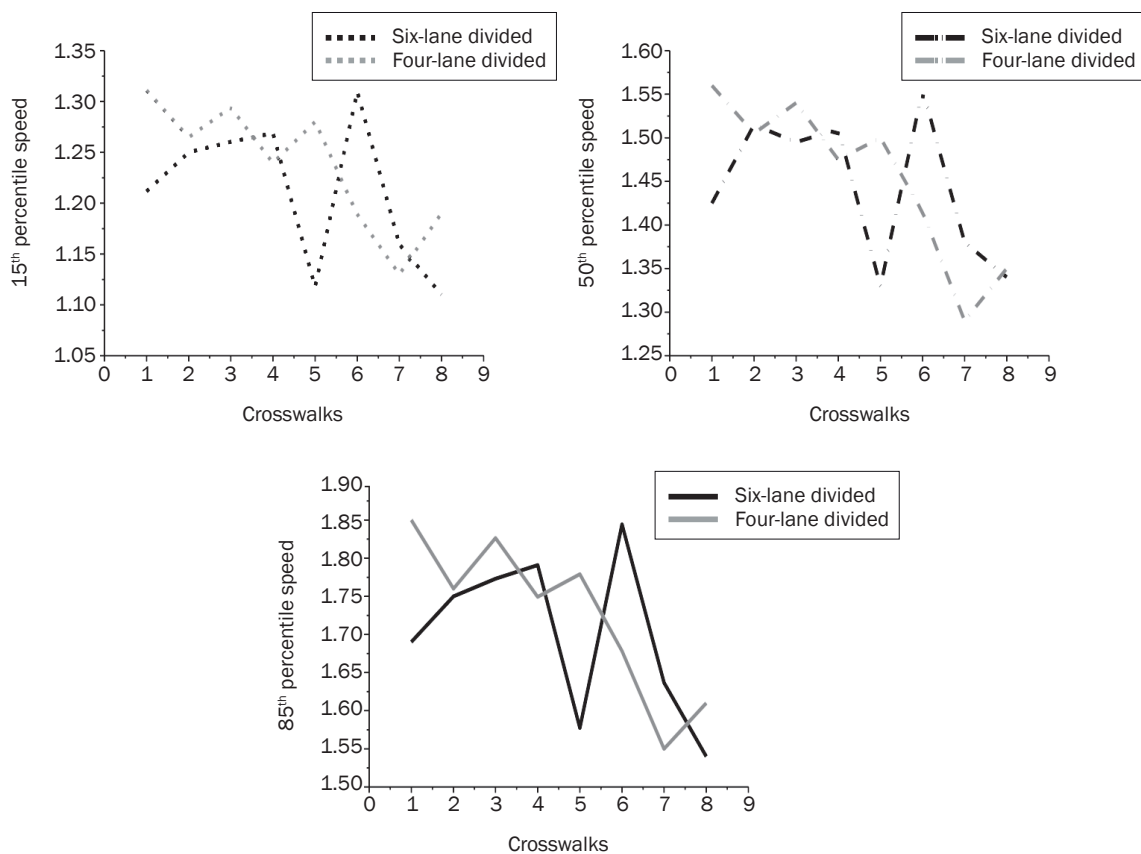 Six-lane divided
Four-lane divided
1.35
1.30
1.25
1.20
1.15
1.10
1.05
15th percentile speed
0 1 2 3 4 5 6 7 8 9
Crosswalks
Six-lane divided
Four-lane divided
1.60
1.55
1.50
1.45
1.40
1.35
1.30
1.25
50th percentile speed
0 1 2 3 4 5 6 7 8 9
Crosswalks
Six-lane divided
Four-lane divided
1.90
1.85
1.80
1.75
1.70
1.65
1.60
1.55
1.50
85th percentile speed
0 1 2 3 4 5 6 7 8 9
Crosswalks